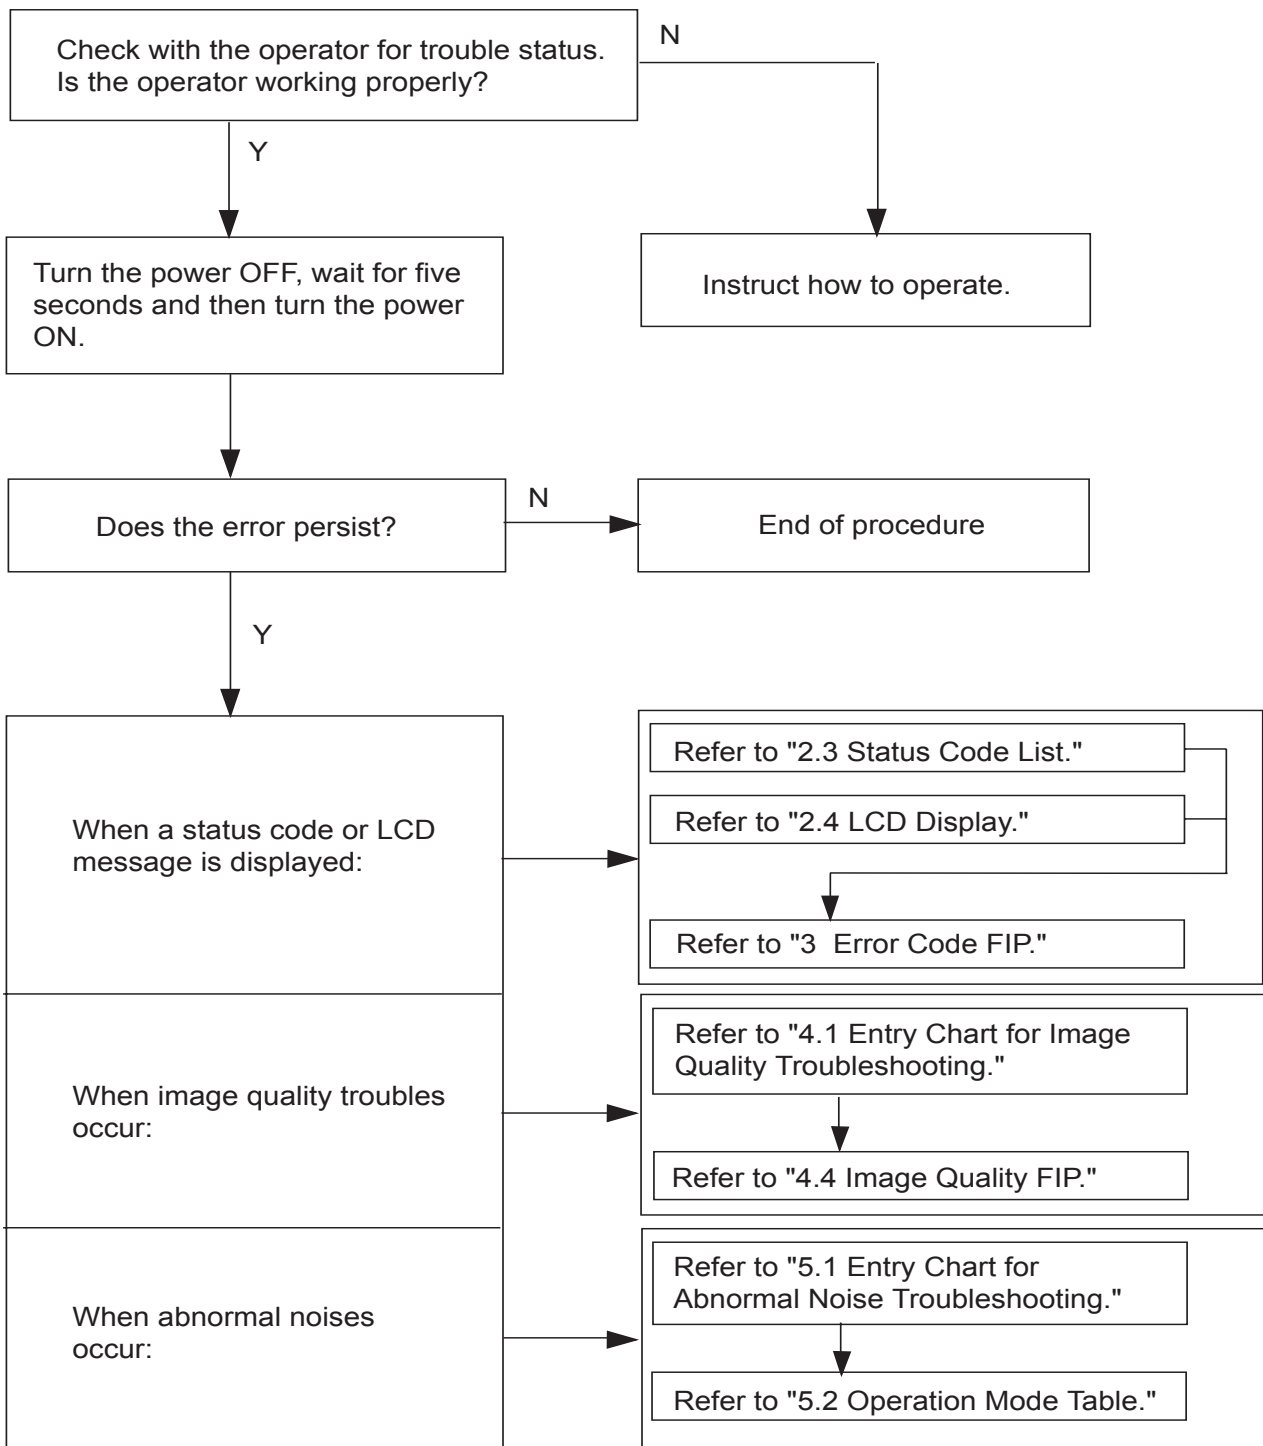 Check with the operator for trouble status.
Is the operator working properly?
N
Y
Turn the power OFF, wait for five
seconds and then turn the power
ON.
Instruct how to operate.
Does the error persist?
N
End of procedure
Y
When a status code or LCD
message is displayed:
Refer to "2.3 Status Code List."
Refer to "2.4 LCD Display."
Refer to "3  Error Code FIP."
When image quality troubles
occur:
Refer to "4.1 Entry Chart for Image
Quality Troubleshooting."
Refer to "4.4 Image Quality FIP."
When abnormal noises
occur:
Refer to "5.1 Entry Chart for
Abnormal Noise Troubleshooting."
Refer to "5.2 Operation Mode Table."